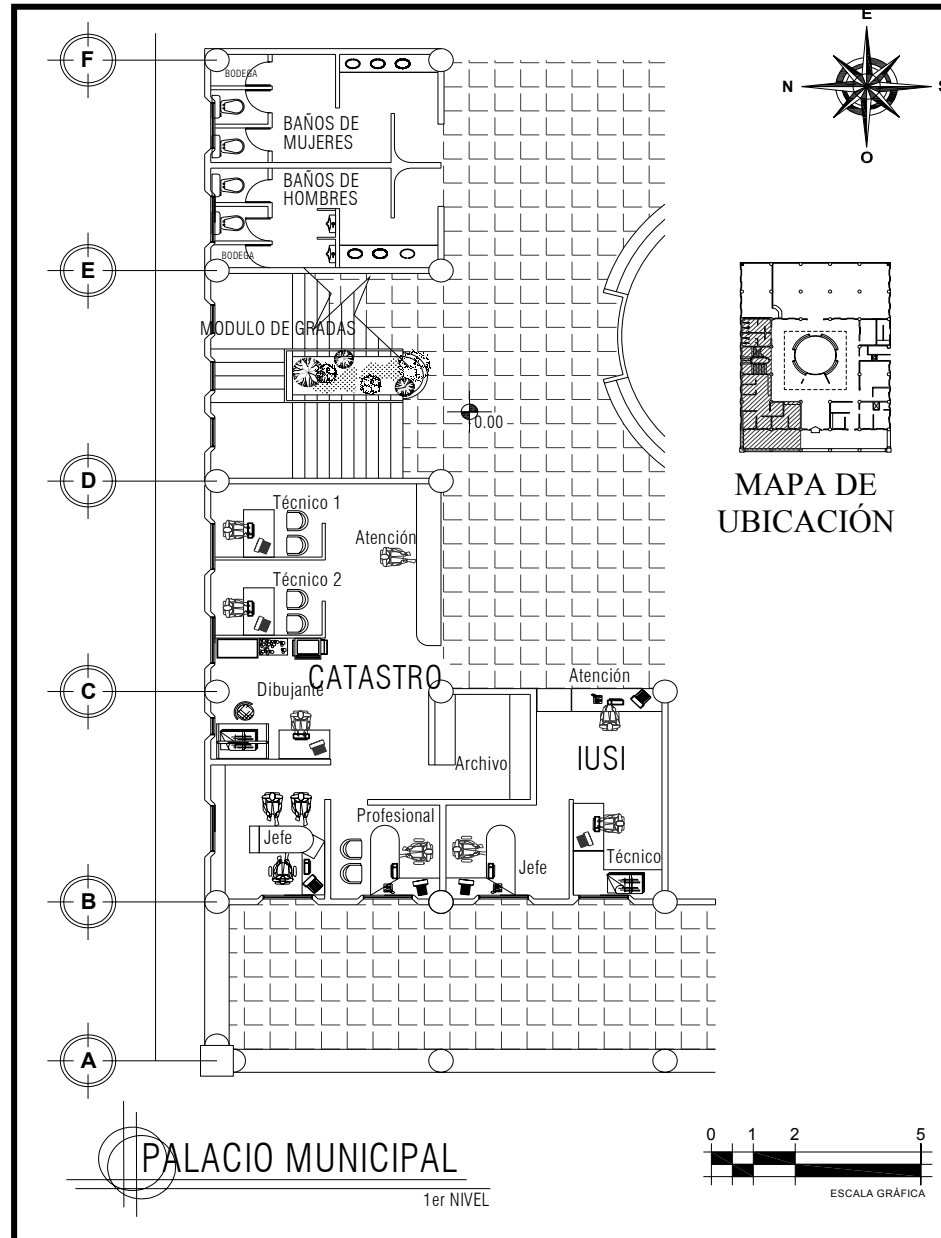 E
N
S
O
F
BODEGA
BAÑOS DE
MUJERES
BAÑOS DE
HOMBRES
BODEGA
E
MODULO DE GRADAS
0.00
MAPA DE
UBICACIÓN
D
Técnico 1
Atención
Técnico 2
CATASTRO
C
Dibujante
Atención
IUSI
Archivo
Profesional
Jefe
Jefe
Técnico
B
A
PALACIO MUNICIPAL
1er NIVEL
0 1 2 5
ESCALA GRÁFICA